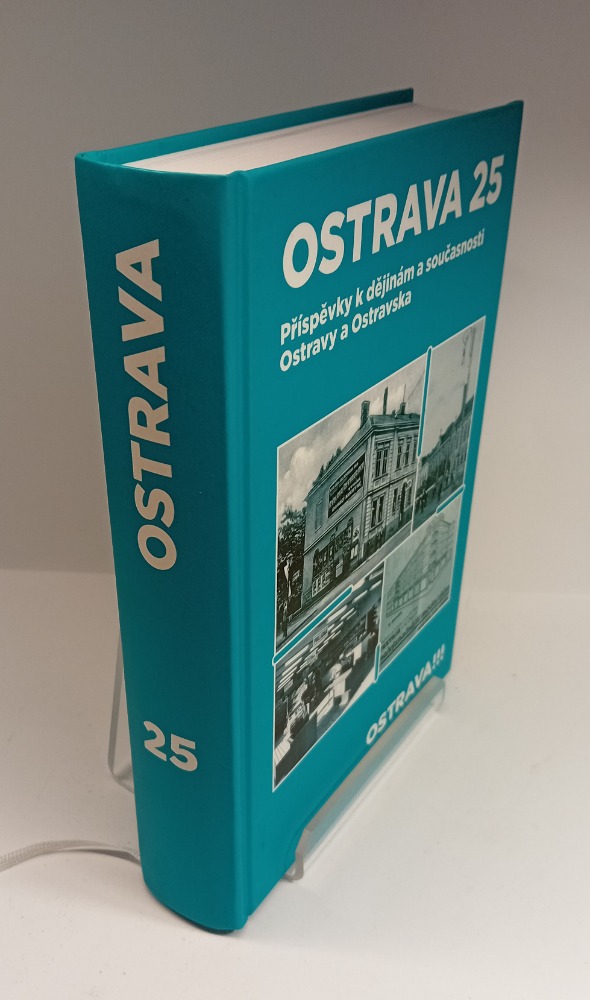 OSTRAVA
25
OSTRAVA 25
Příspěvky k dějinám a současnosti
Ostravy a Ostravska
OSTRAVA!!!